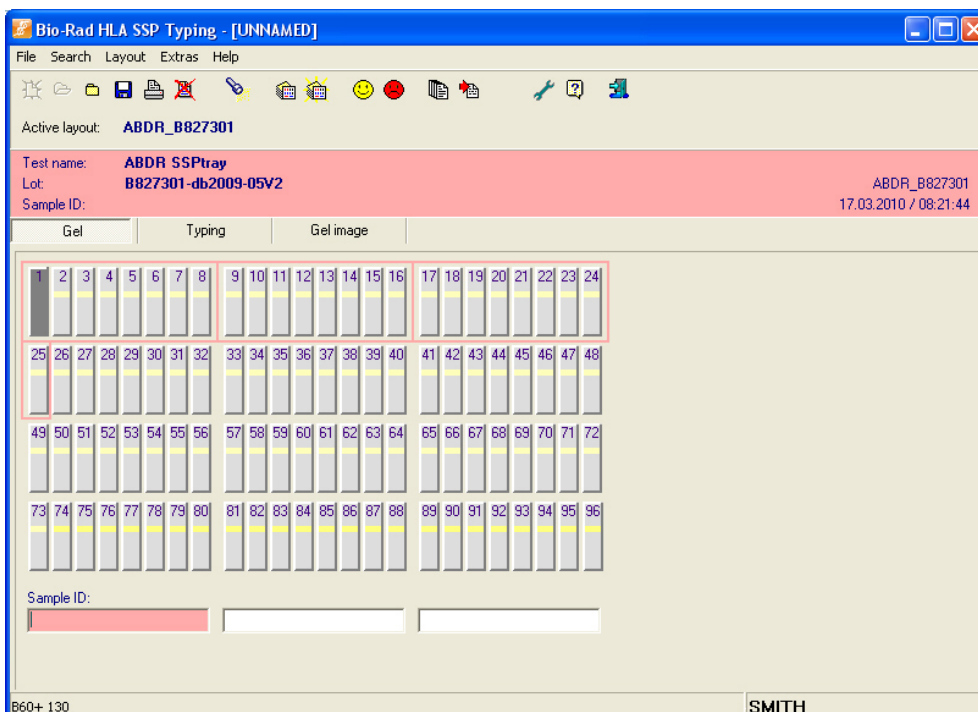 Bio-Rad HLA SSP Typing - [UNNAMED]
File Search Layout Extras Help
Active layout: ABDR_B827301
Test name: ABDR SSPtray
Lot: B827301-db2009-05V2 ABDR_B827301
Sample ID: 17.03.2010 / 08:21:44
Gel Typing Gel image
1 2 3 4 5 6 7 8 9 10 11 12 13 14 15 16 17 18 19 20 21 22 23 24
25 26 27 28 29 30 31 32 33 34 35 36 37 38 39 40 41 42 43 44 45 46 47 48
49 50 51 52 53 54 55 56 57 58 59 60 61 62 63 64 65 66 67 68 69 70 71 72
73 74 75 76 77 78 79 80 81 82 83 84 85 86 87 88 89 90 91 92 93 94 95 96
Sample ID:
B60+ 130 SMITH